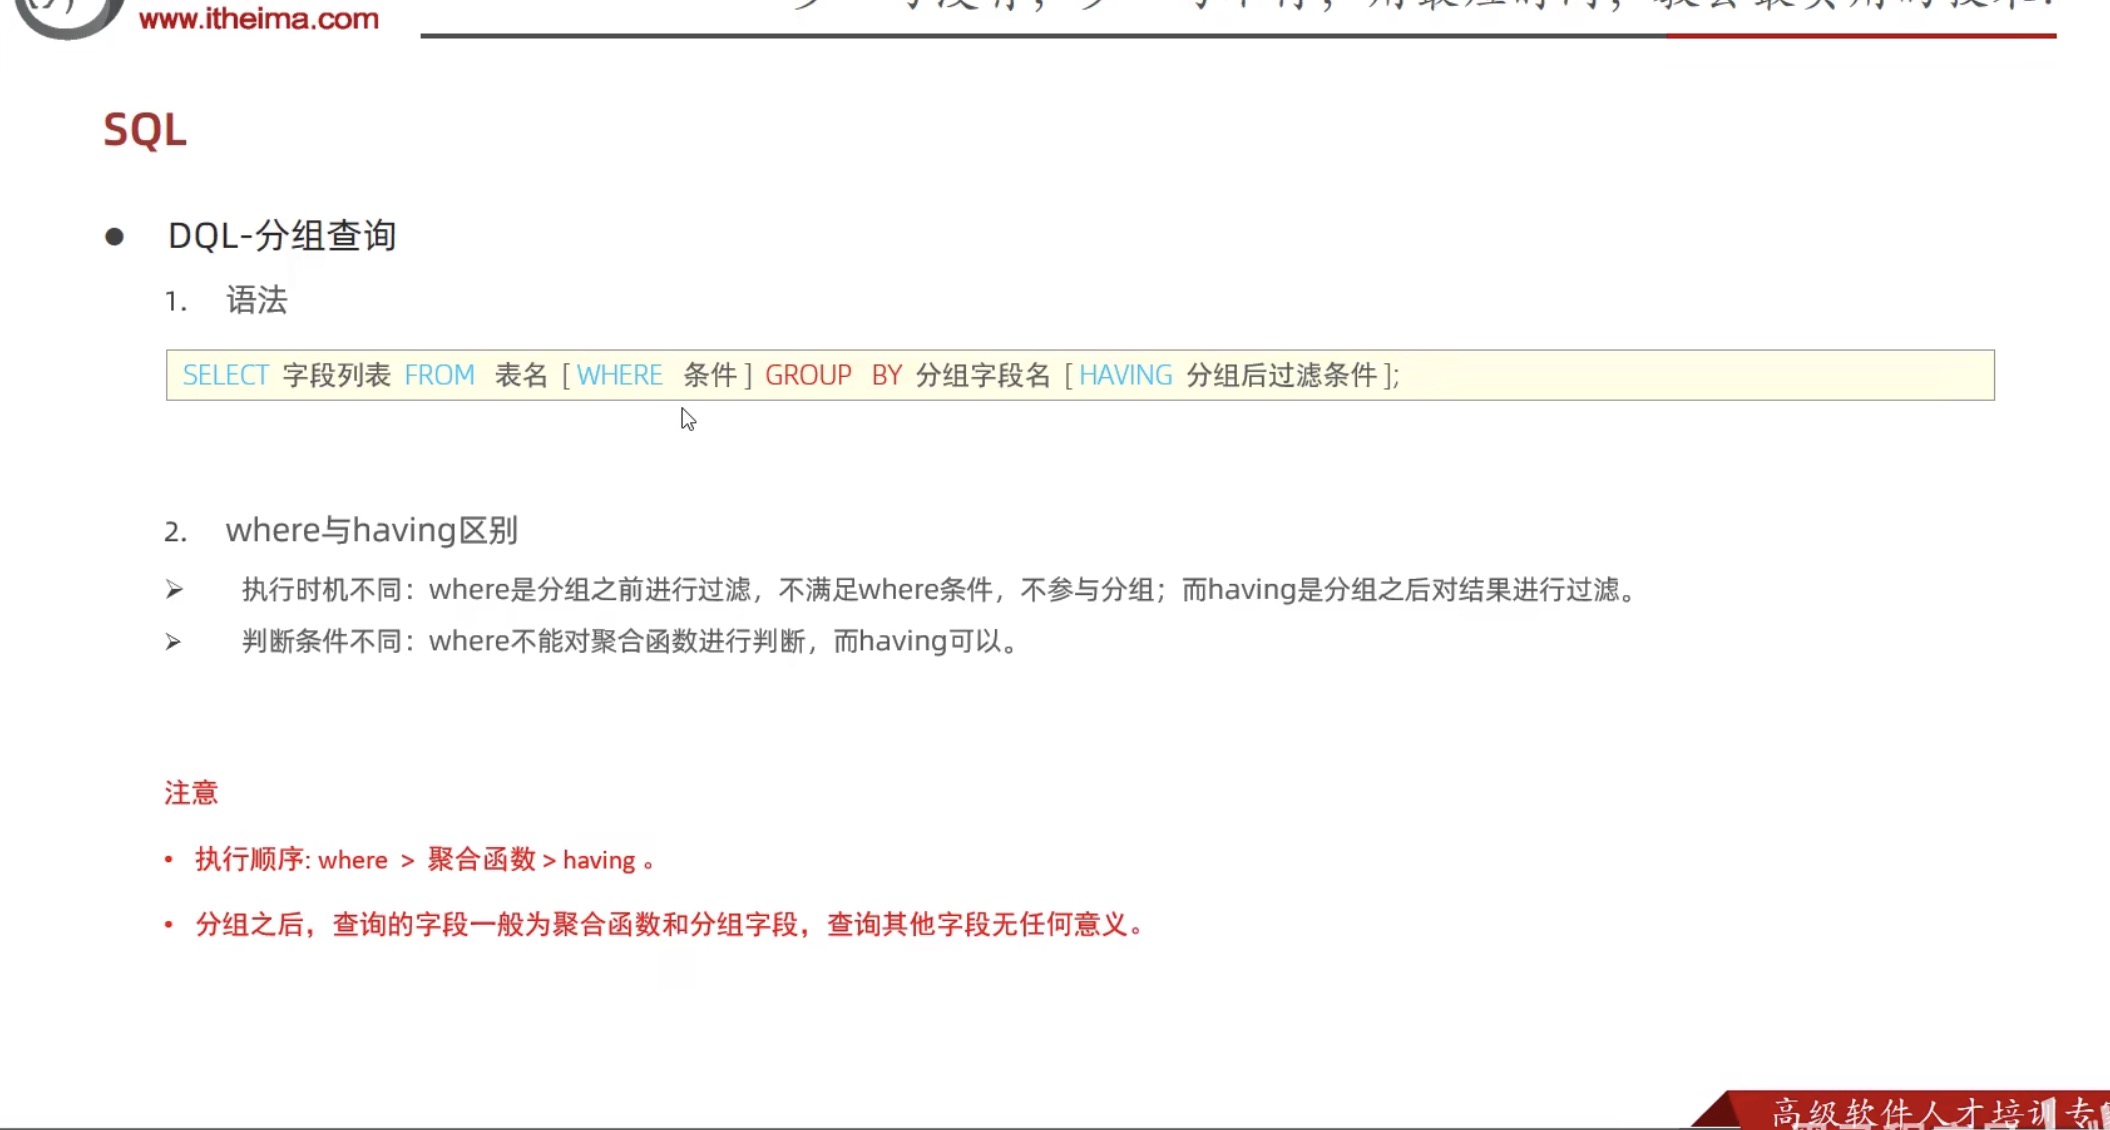 www.itheima.com
SQL
● DQL-分组查询
1. 语法
SELECT 字段列表 FROM 表名 [ WHERE 条件 ] GROUP BY 分组字段名 [ HAVING 分组后过滤条件 ];
2. where与having区别
➢ 执行时机不同：where是分组之前进行过滤，不满足where条件，不参与分组；而having是分组之后对结果进行过滤。
➢ 判断条件不同：where不能对聚合函数进行判断，而having可以。
注意
• 执行顺序: where > 聚合函数 > having 。
• 分组之后，查询的字段一般为聚合函数和分组字段，查询其他字段无任何意义。
高级软件人才培训专